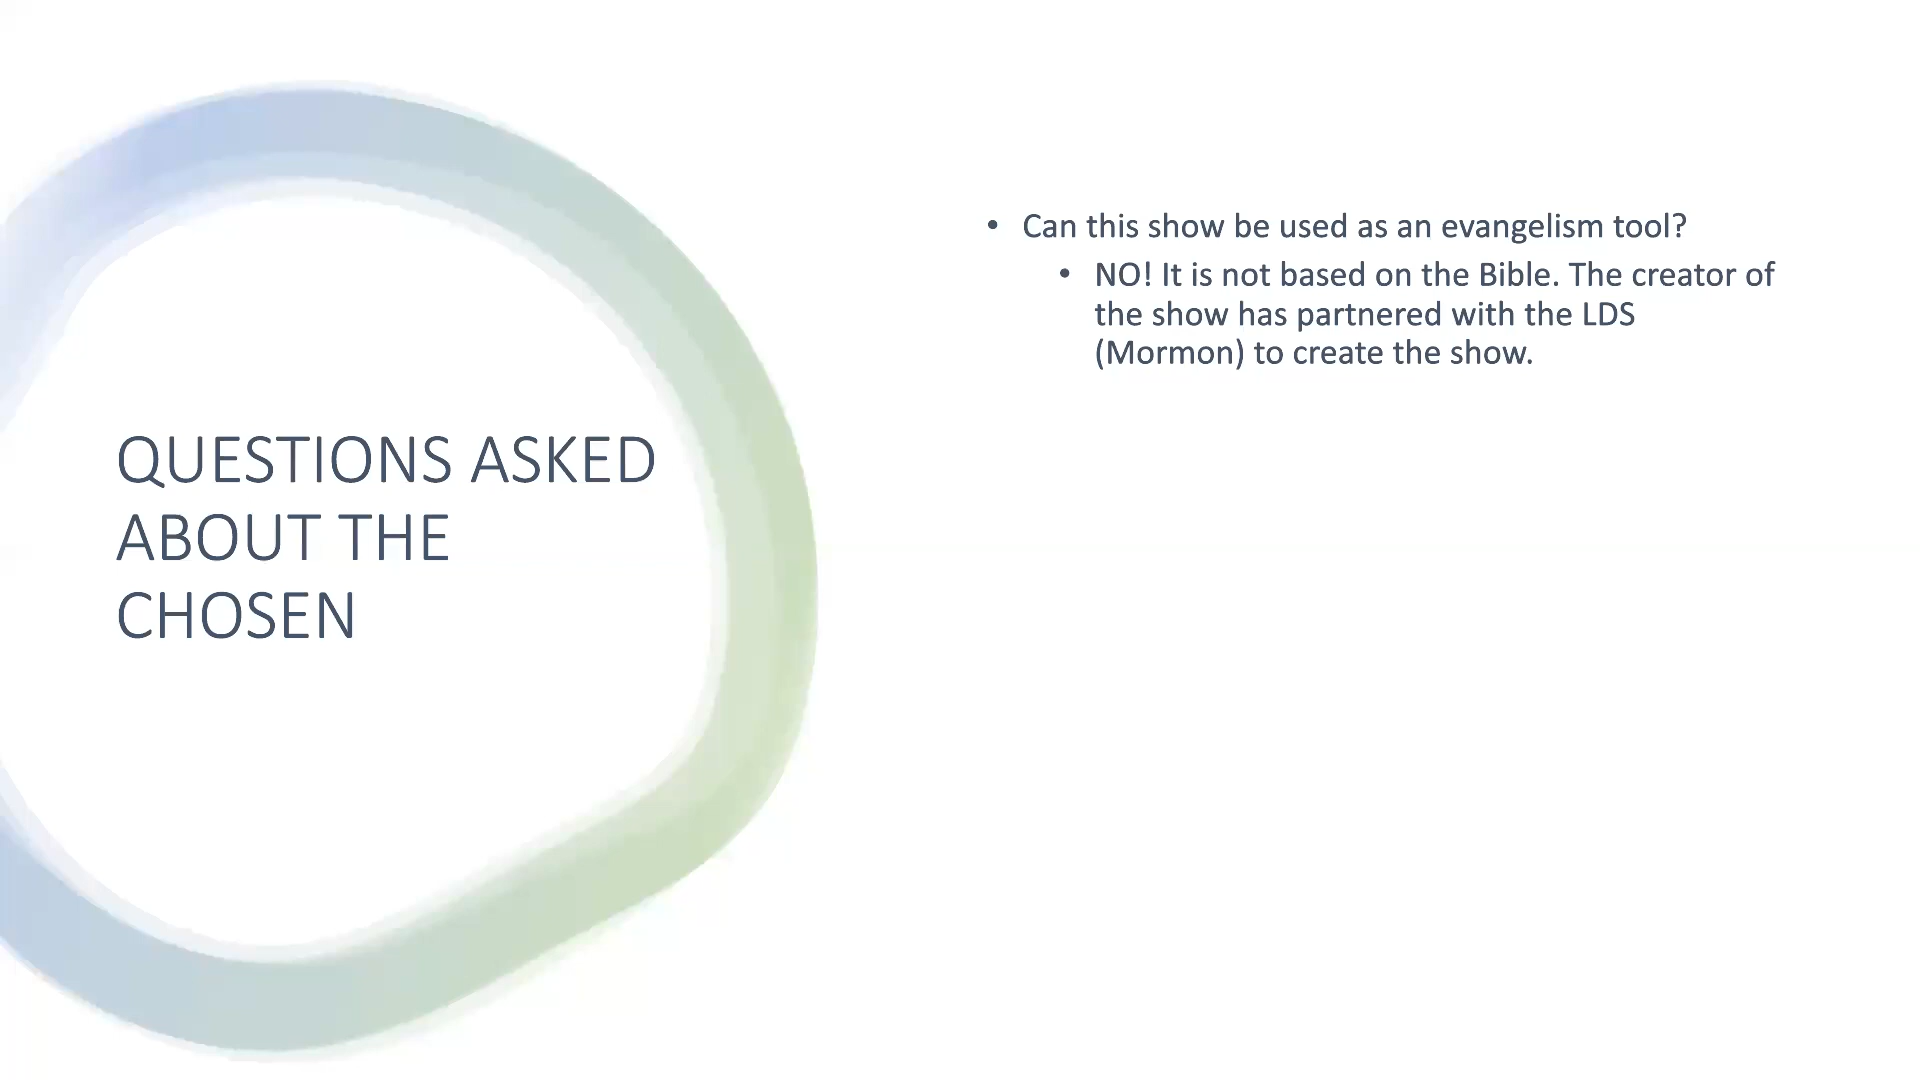 QUESTIONS ASKED
ABOUT THE
CHOSEN
• Can this show be used as an evangelism tool?
• NO! It is not based on the Bible. The creator of
the show has partnered with the LDS
(Mormon) to create the show.